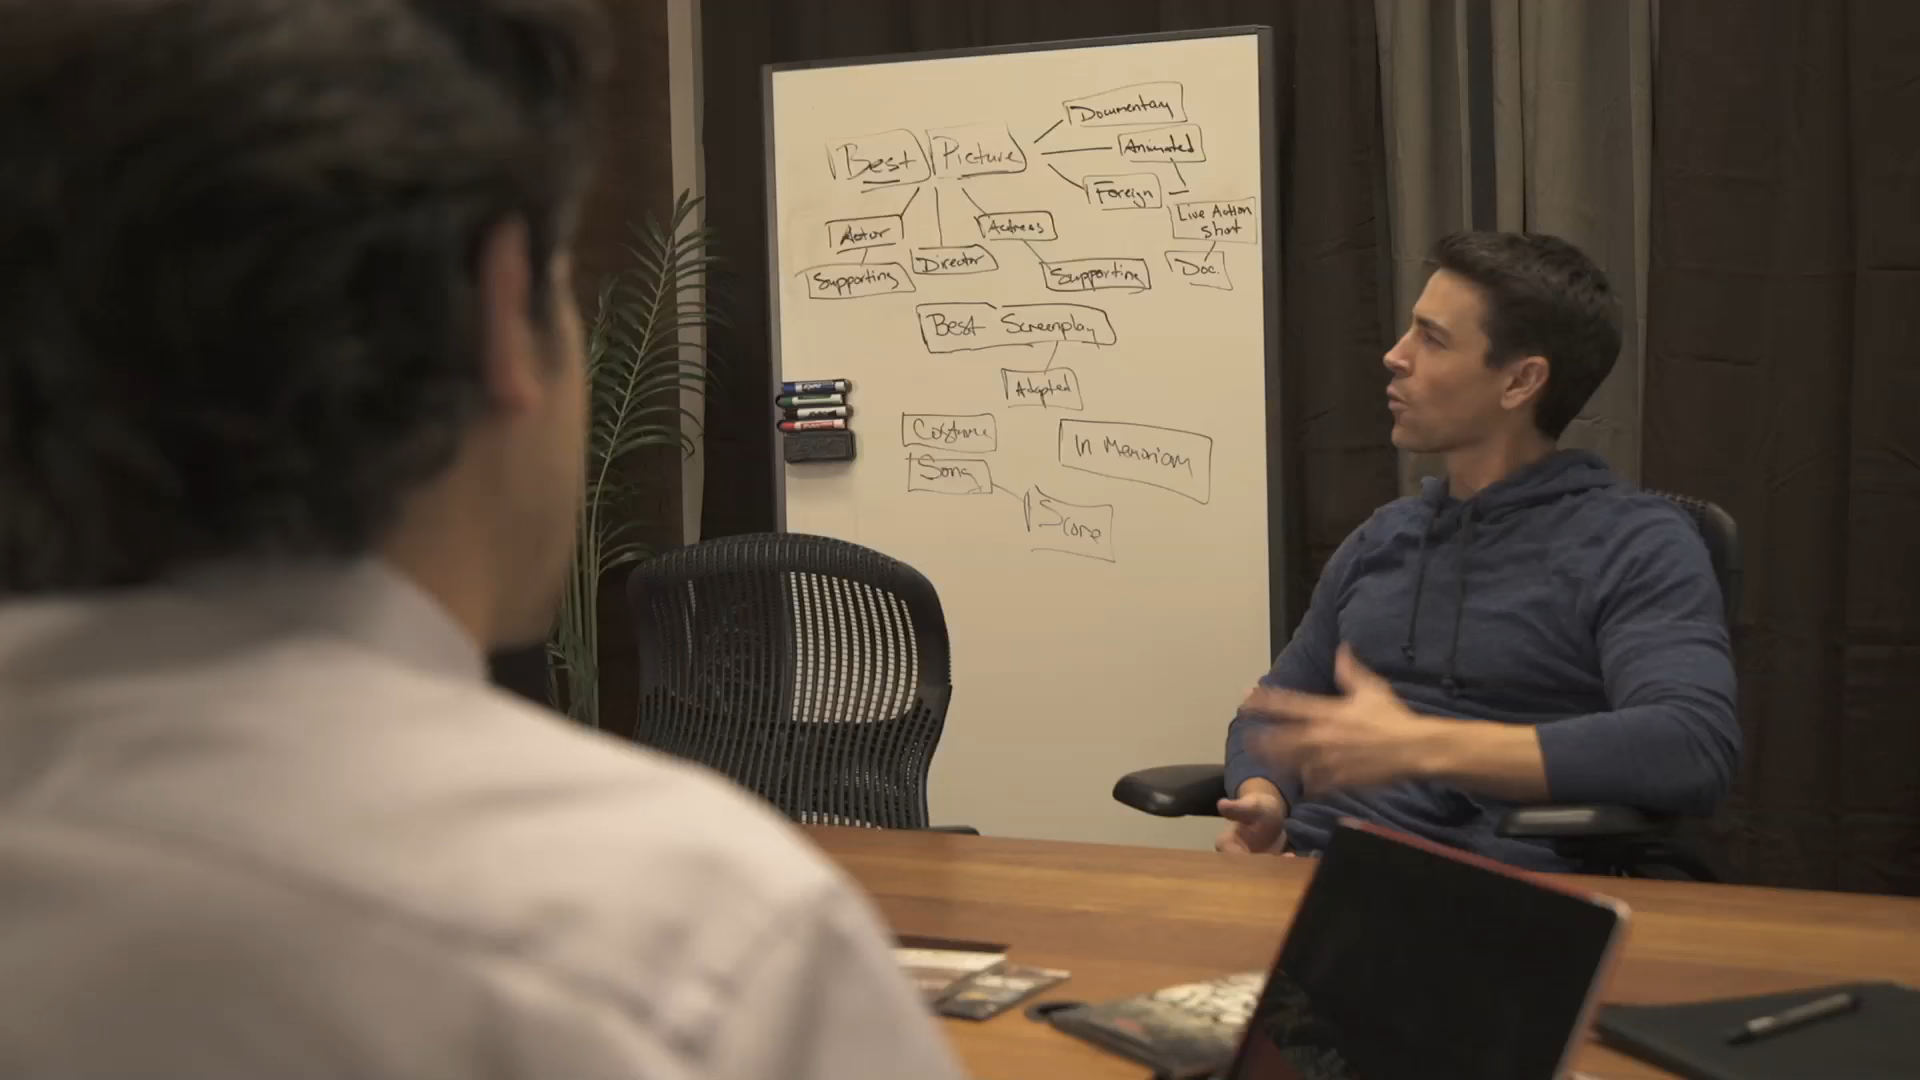 Best Picture
Documentary
Animated
Foreign
Live Action
Shot
Doc.
Actor
Supporting
Director
Actress
Supporting
Best Screenplay
Adapted
Costume
Song
Score
In Memoriam